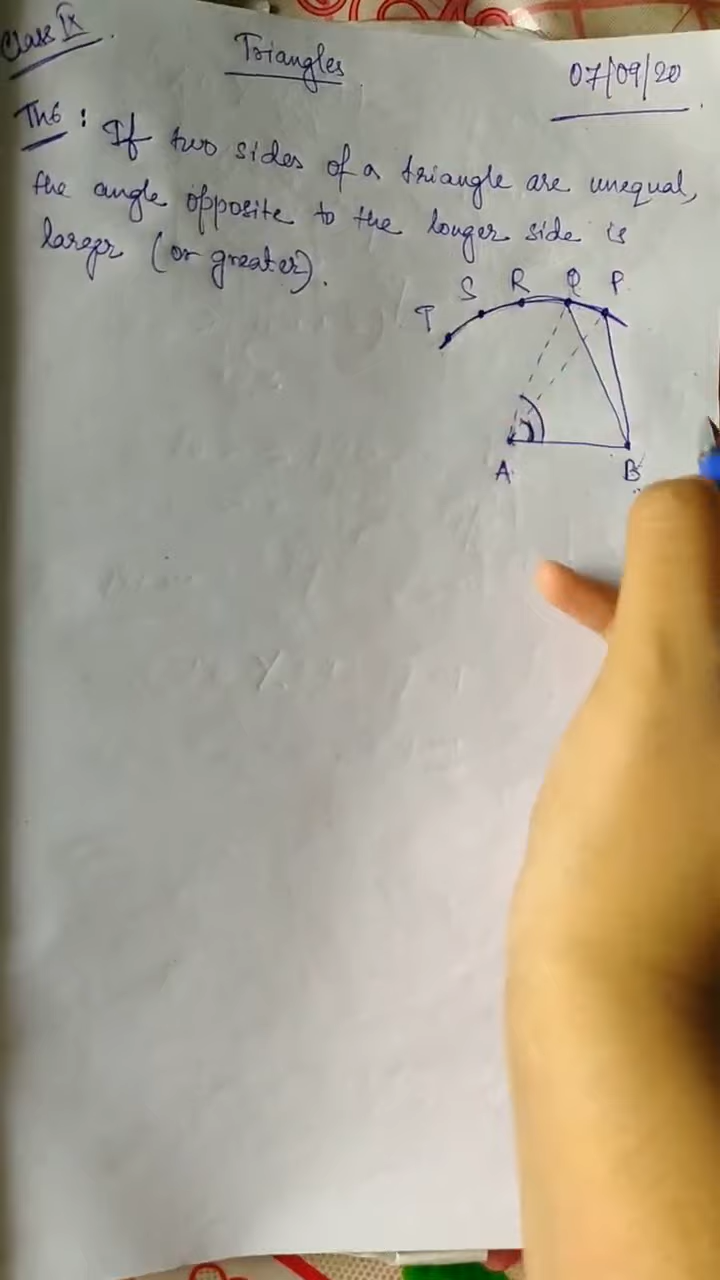 Class IX
Triangles
07/09/20
Th6 : If two sides of a triangle are unequal,
the angle opposite to the longer side is
larger (or greater).
T S R Q P
A B